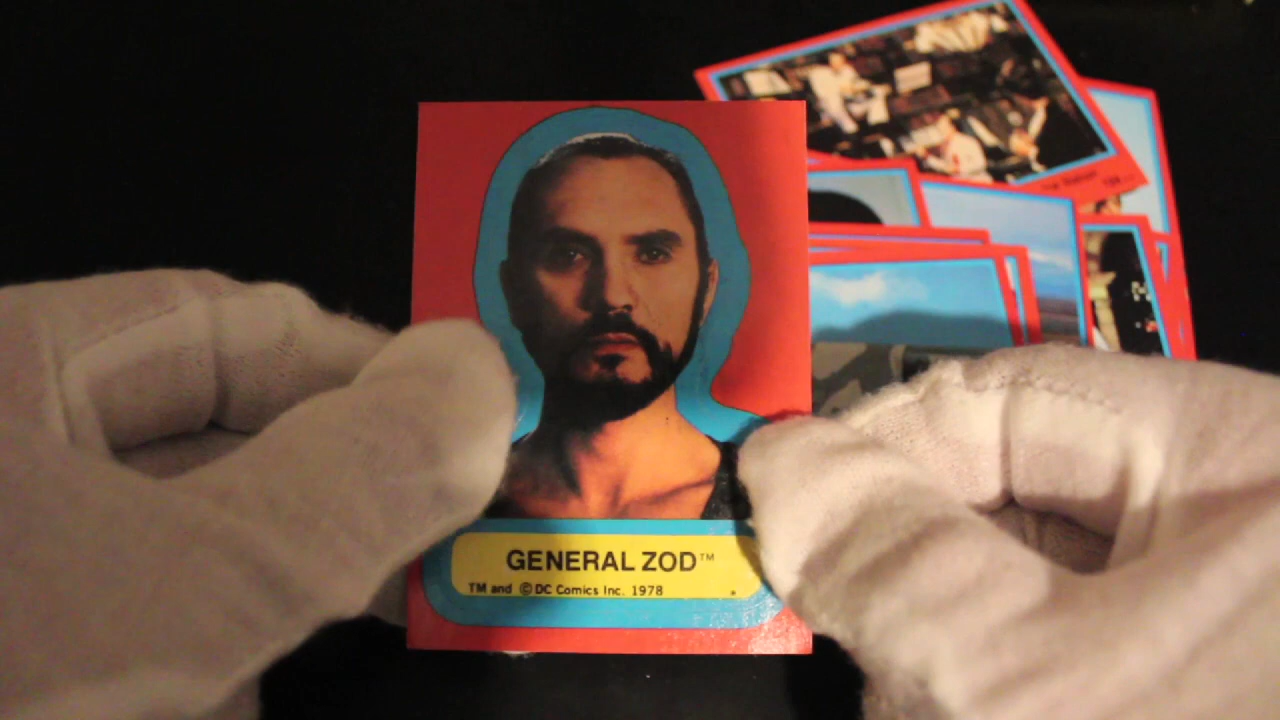 GENERAL ZOD™
TM and © DC Comics Inc. 1978